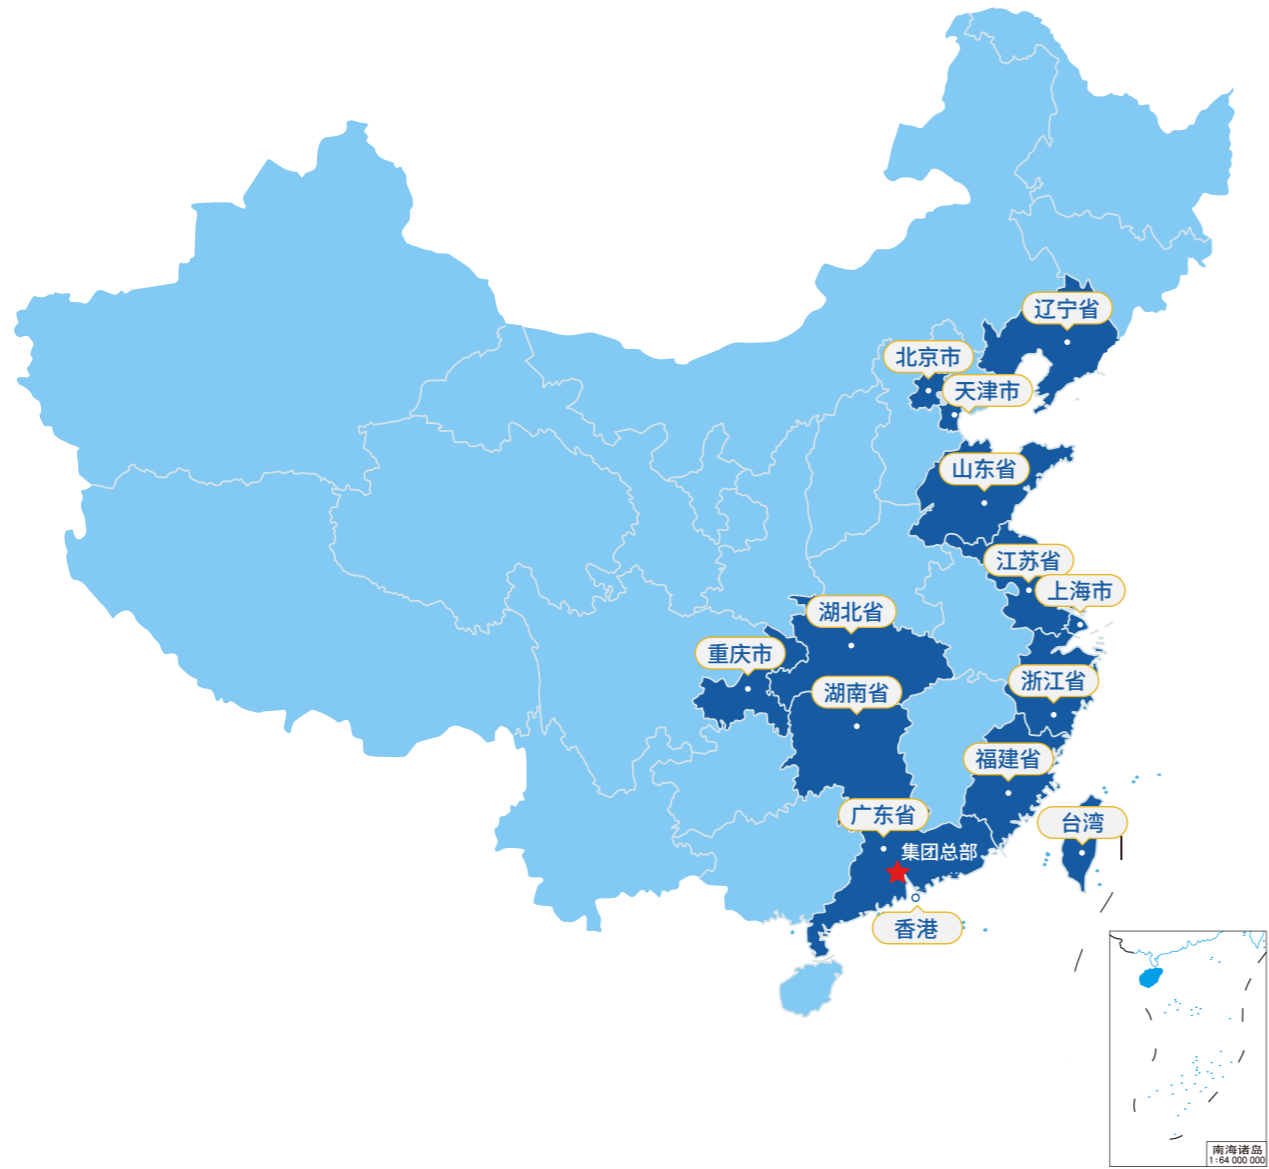 辽宁省
北京市
天津市
山东省
江苏省
上海市
湖北省
重庆市
浙江省
湖南省
福建省
广东省
台湾
集团总部
香港
南海诸岛
1:64 000 000